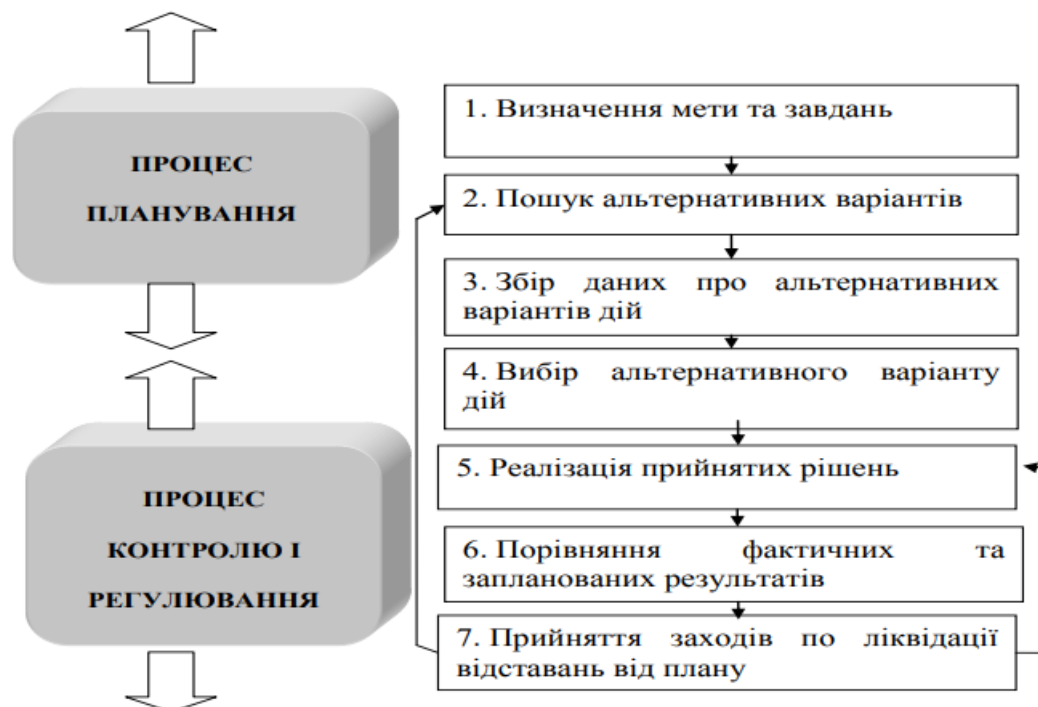 ПРОЦЕС
ПЛАНУВАННЯ
1. Визначення мети та завдань
2. Пошук альтернативних варіантів
3. Збір даних про альтернативних
варіантів дій
4. Вибір альтернативного варіанту
дій
ПРОЦЕС
КОНТРОЛЮ І
РЕГУЛЮВАННЯ
5. Реалізація прийнятих рішень
6. Порівняння фактичних та
запланованих результатів
7. Прийняття заходів по ліквідації
відставань від плану